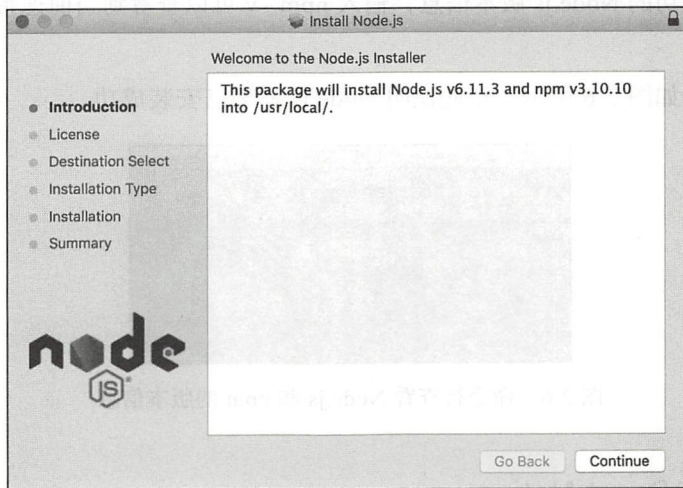 Install Node.js
Welcome to the Node.js Installer
Introduction
License
Destination Select
Installation Type
Installation
Summary
This package will install Node.js v6.11.3 and npm v3.10.10
into /usr/local/.
node
JS
Go Back
Continue